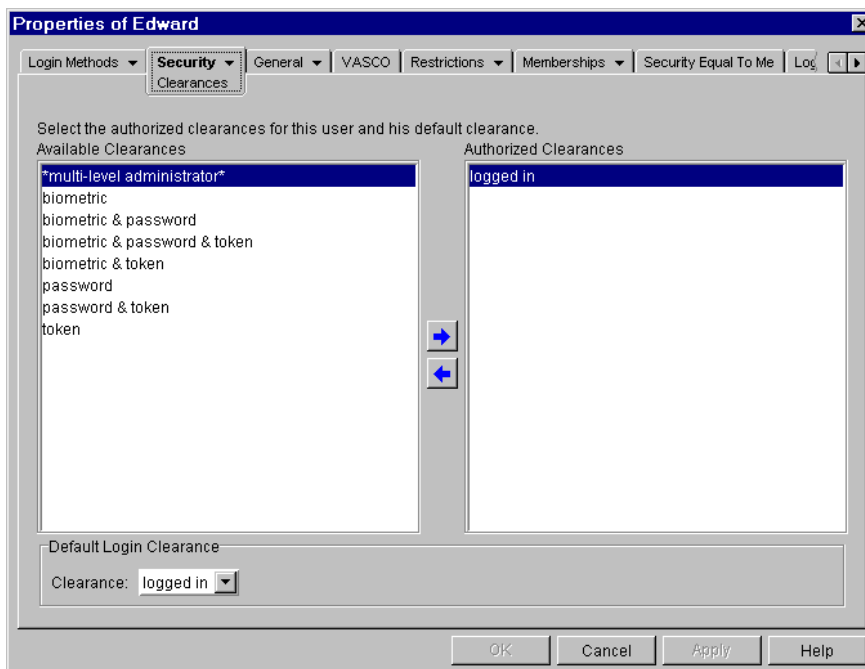 Properties of Edward
Login Methods Security General VASCO Restrictions Memberships Security Equal To Me Log
Clearances
Select the authorized clearances for this user and his default clearance.
Available Clearances Authorized Clearances
*multi-level administrator* logged in
biometric
biometric & password
biometric & password & token
biometric & token
password
password & token
token
Default Login Clearance
Clearance: logged in
OK Cancel Apply Help